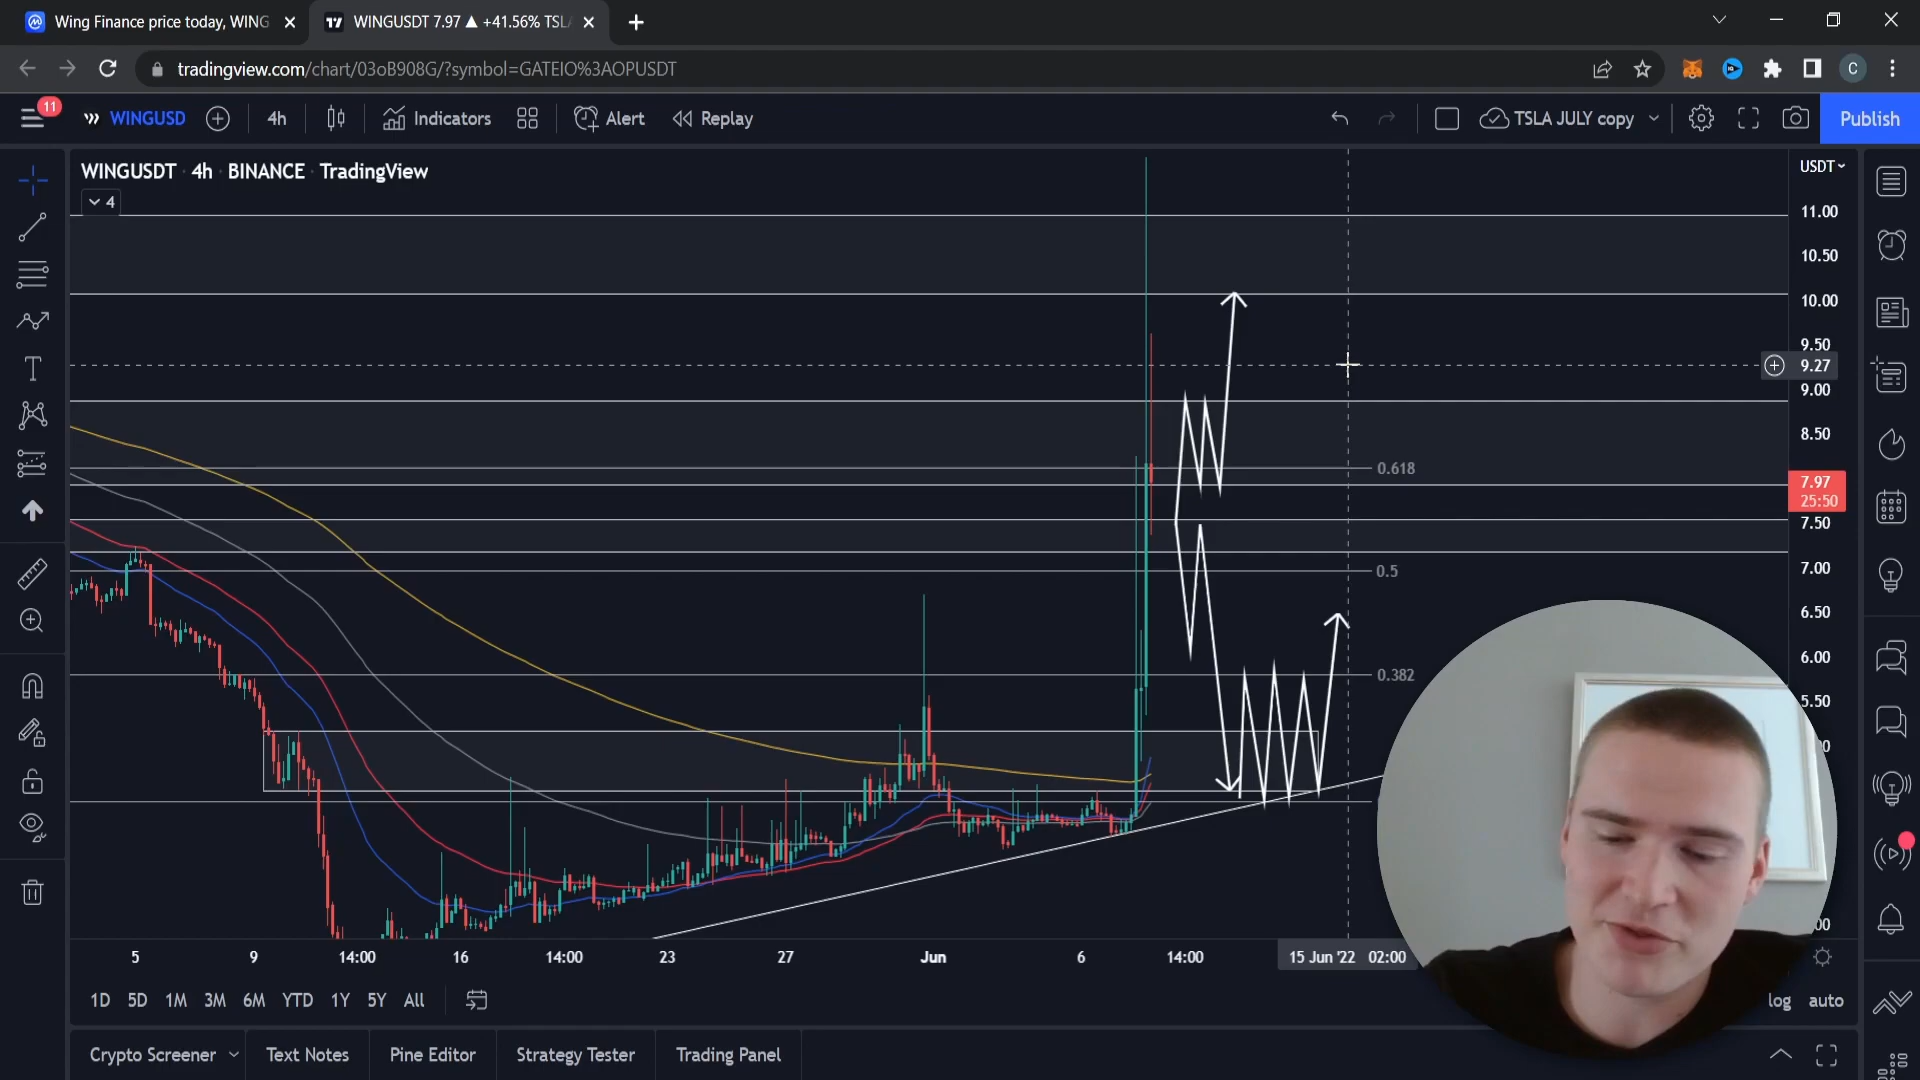 Wing Finance price today, WING
WINGUSDT 7.97 ▲ +41.56% TSLA
tradingview.com/chart/03oB908G/?symbol=GATEIO%3AOPUSDT
C
11
WINGUSD
4h
Indicators
Alert
Replay
TSLA JULY copy
Publish
WINGUSDT · 4h · BINANCE · TradingView
4
USDT
11.00
10.50
10.00
9.50
9.27
9.00
8.50
0.618
7.97
25:50
7.50
7.00
0.5
6.50
6.00
0.382
5.50
5
9
14:00
16
14:00
23
27
Jun
6
14:00
15 Jun '22 02:00
1D 5D 1M 3M 6M YTD 1Y 5Y All
log auto
Crypto Screener
Text Notes
Pine Editor
Strategy Tester
Trading Panel